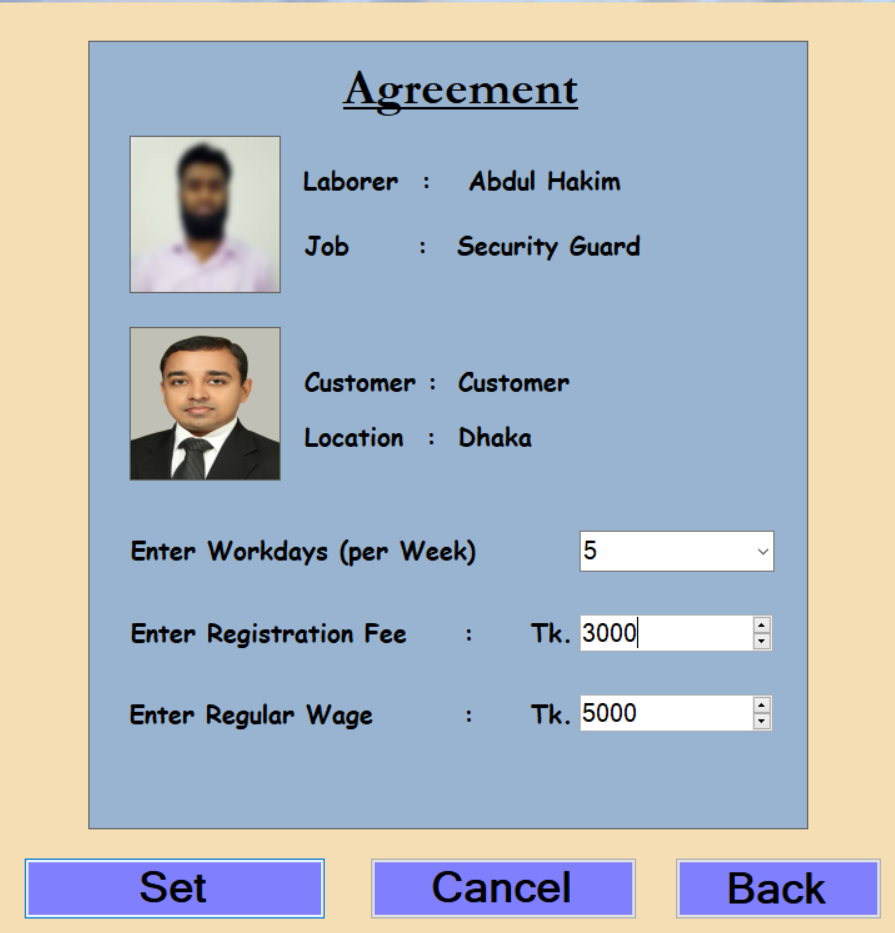 Agreement
Laborer : Abdul Hakim
Job : Security Guard
Customer : Customer
Location : Dhaka
Enter Workdays (per Week) 5
Enter Registration Fee : Tk. 3000
Enter Regular Wage : Tk. 5000
Set Cancel Back